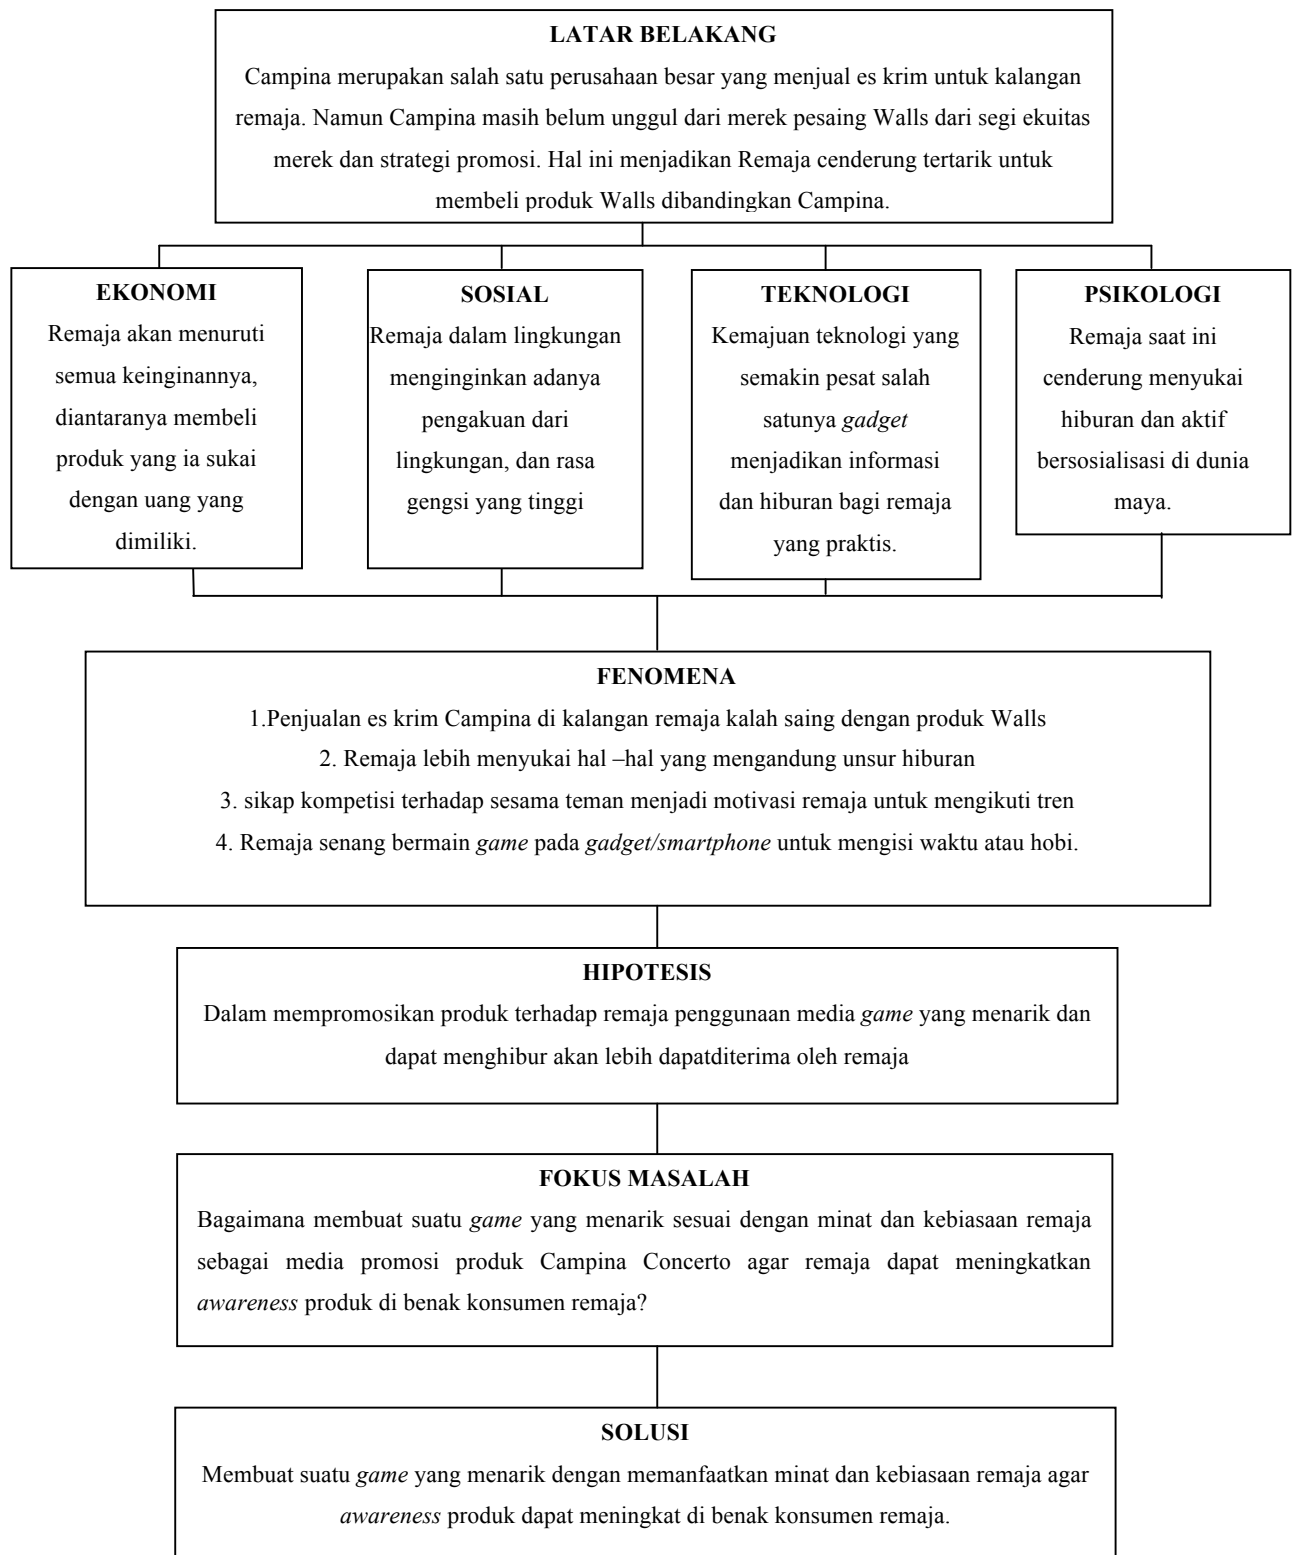 LATAR BELAKANG
Campina merupakan salah satu perusahaan besar yang menjual es krim untuk kalangan
remaja. Namun Campina masih belum unggul dari merek pesaing Walls dari segi ekuitas
merek dan strategi promosi. Hal ini menjadikan Remaja cenderung tertarik untuk
membeli produk Walls dibandingkan Campina.
EKONOMI
Remaja akan menuruti
semua keinginannya,
diantaranya membeli
produk yang ia sukai
dengan uang yang
dimiliki.
SOSIAL
Remaja dalam lingkungan
menginginkan adanya
pengakuan dari
lingkungan, dan rasa
gengsi yang tinggi
TEKNOLOGI
Kemajuan teknologi yang
semakin pesat salah
satunya gadget
menjadikan informasi
dan hiburan bagi remaja
yang praktis.
PSIKOLOGI
Remaja saat ini
cenderung menyukai
hiburan dan aktif
bersosialisasi di dunia
maya.
FENOMENA
1.Penjualan es krim Campina di kalangan remaja kalah saing dengan produk Walls
2. Remaja lebih menyukai hal –hal yang mengandung unsur hiburan
3. sikap kompetisi terhadap sesama teman menjadi motivasi remaja untuk mengikuti tren
4. Remaja senang bermain game pada gadget/smartphone untuk mengisi waktu atau hobi.
HIPOTESIS
Dalam mempromosikan produk terhadap remaja penggunaan media game yang menarik dan
dapat menghibur akan lebih dapatditerima oleh remaja
FOKUS MASALAH
Bagaimana membuat suatu game yang menarik sesuai dengan minat dan kebiasaan remaja
sebagai media promosi produk Campina Concerto agar remaja dapat meningkatkan
awareness produk di benak konsumen remaja?
SOLUSI
Membuat suatu game yang menarik dengan memanfaatkan minat dan kebiasaan remaja agar
awareness produk dapat meningkat di benak konsumen remaja.